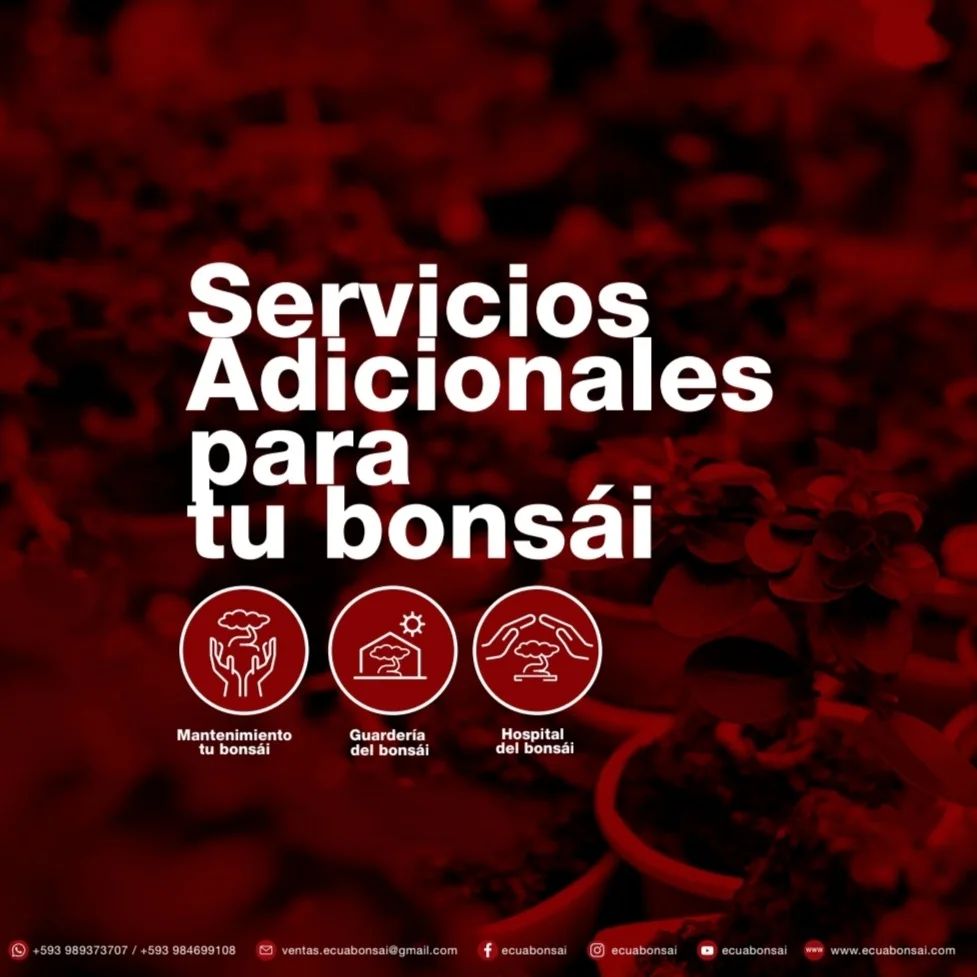 Servicios
Adicionales
para
tu bonsái
Mantenimiento
tu bonsái
Guardería
del bonsái
Hospital
del bonsái
+593 989373707 / +593 984699108
ventas.ecuabonsai@gmail.com
ecuabonsai
ecuabonsai
ecuabonsai
www
www.ecuabonsai.com